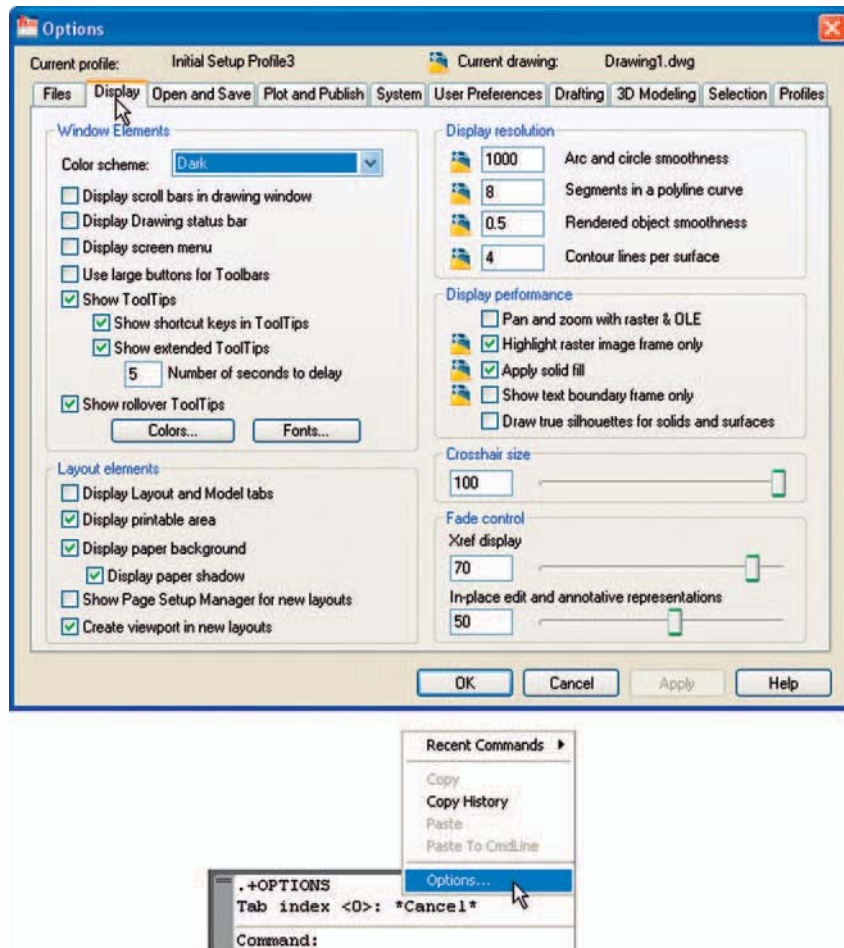 Options
Current profile: Initial Setup Profile3 Current drawing: Drawing1.dwg
Files Display Open and Save Plot and Publish System User Preferences Drafting 3D Modeling Selection Profiles
Window Elements
Color scheme: Dark
Display scroll bars in drawing window
Display Drawing status bar
Display screen menu
Use large buttons for Toolbars
Show ToolTips
Show shortcut keys in ToolTips
Show extended ToolTips
5 Number of seconds to delay
Show rollover ToolTips
Colors... Fonts...
Layout elements
Display Layout and Model tabs
Display printable area
Display paper background
Display paper shadow
Show Page Setup Manager for new layouts
Create viewport in new layouts
Display resolution
1000 Arc and circle smoothness
8 Segments in a polyline curve
0.5 Rendered object smoothness
4 Contour lines per surface
Display performance
Pan and zoom with raster & OLE
Highlight raster image frame only
Apply solid fill
Show text boundary frame only
Draw true silhouettes for solids and surfaces
Crosshair size
100
Fade control
Xref display
70
In-place edit and annotative representations
50
OK Cancel Apply Help
Recent Commands
Copy
Copy History
Paste
Paste To CmdLine
Options...
.+OPTIONS
Tab index <0>: *Cancel*
Command: